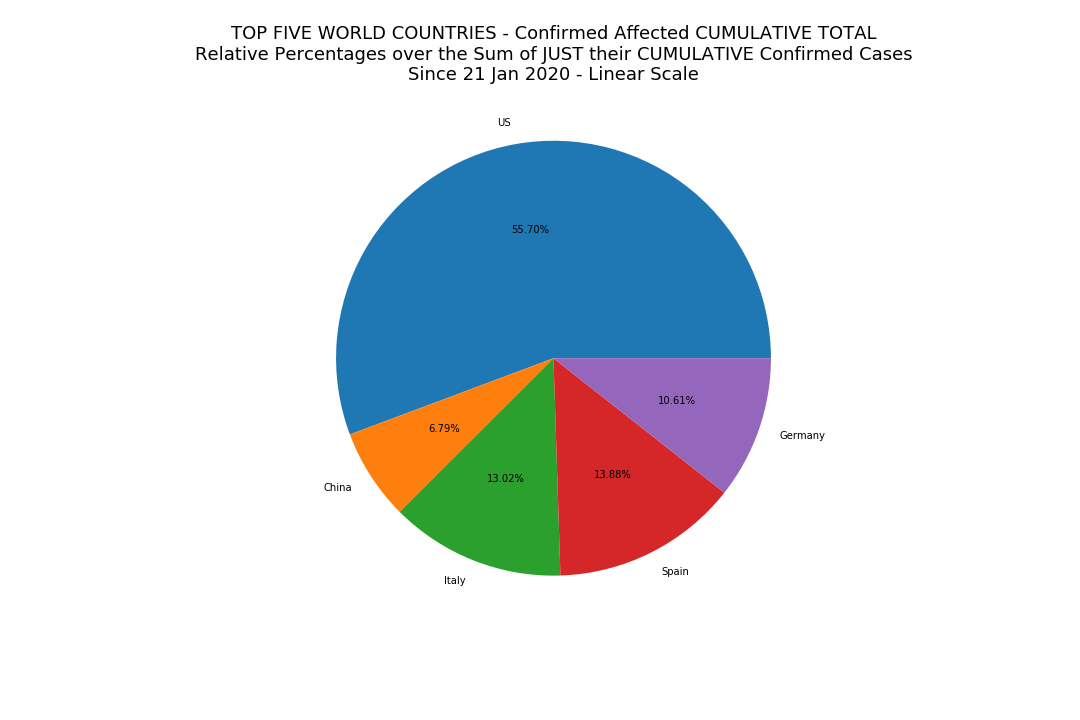 TOP FIVE WORLD COUNTRIES - Confirmed Affected CUMULATIVE TOTAL
Relative Percentages over the Sum of JUST their CUMULATIVE Confirmed Cases
Since 21 Jan 2020 - Linear Scale
US
55.70%
10.61%
6.79%
Germany
13.88%
13.02%
China
Spain
Italy